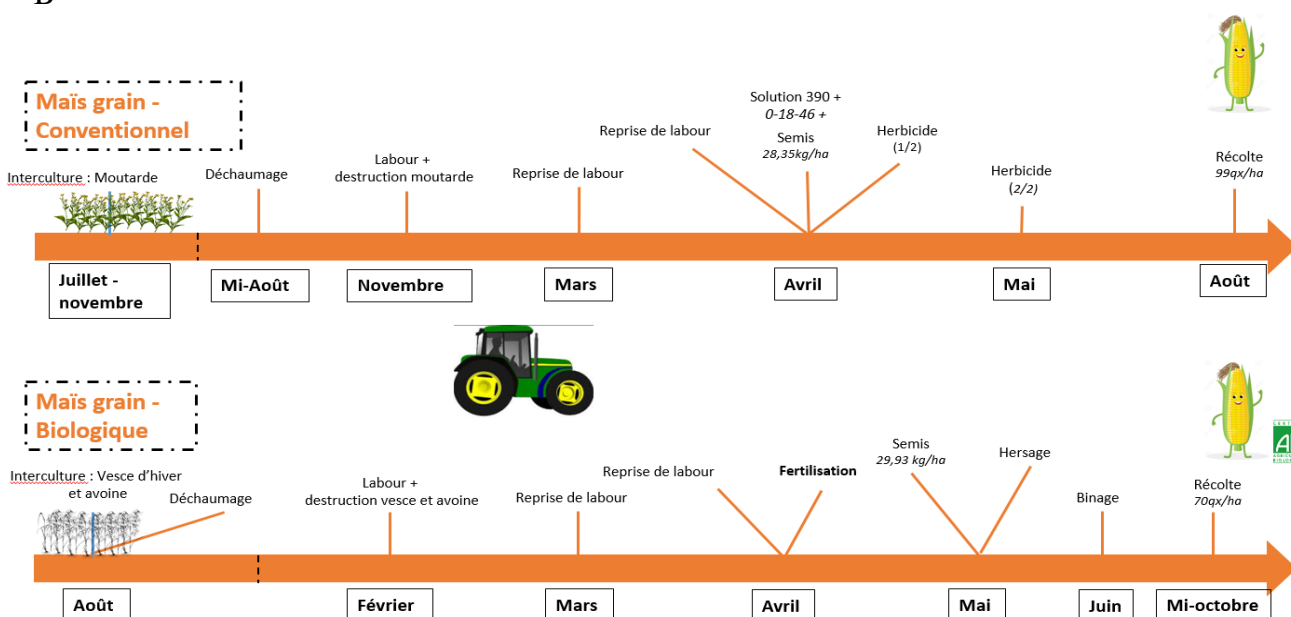 B
Maïs grain -
Conventionnel
Interculture : Moutarde
Déchaumage
Labour +
destruction moutarde
Reprise de labour
Reprise de labour
Solution 390 +
0-18-46 +
Semis
28,35kg/ha
Herbicide
(1/2)
Herbicide
(2/2)
Récolte
99qx/ha
Juillet -
novembre
Mi-Août
Novembre
Mars
Avril
Mai
Août
Maïs grain -
Biologique
Interculture : Vesce d'hiver
et avoine
Déchaumage
Labour +
destruction vesce et avoine
Reprise de labour
Reprise de labour
Fertilisation
Semis
29,93 kg/ha
Hersage
Binage
Récolte
70qx/ha
Août
Février
Mars
Avril
Mai
Juin
Mi-octobre